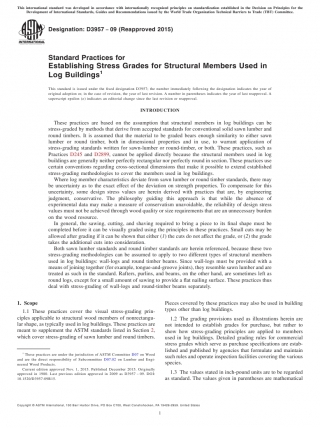 This international standard was developed in accordance with internationally recognized principles on standardization established in the Decision on Principles for the
Development of International Standards, Guides and Recommendations issued by the World Trade Organization Technical Barriers to Trade (TBT) Committee.
Designation: D3957 − 09 (Reapproved 2015)
Standard Practices for
Establishing Stress Grades for Structural Members Used in
Log Buildings1
This standard is issued under the fixed designation D3957; the number immediately following the designation indicates the year of
original adoption or, in the case of revision, the year of last revision. A number in parentheses indicates the year of last reapproval. A
superscript epsilon (ε) indicates an editorial change since the last revision or reapproval.
INTRODUCTION
These practices are based on the assumption that structural members in log buildings can be
stress-graded by methods that derive from accepted standards for conventional solid sawn lumber and
round timbers. It is assumed that the material to be graded bears enough similarity to either sawn
lumber or round timber, both in dimensional properties and in use, to warrant application of
stress-grading standards written for sawn-lumber or round-timber, or both. These practices, such as
Practices D245 and D2899, cannot be applied directly because the structural members used in log
buildings are generally neither perfectly rectangular nor perfectly round in section. These practices use
certain conventions regarding cross-sectional dimensions that make it possible to extend established
stress-grading methodologies to cover the members used in log buildings.
Where log member characteristics deviate from sawn lumber or round timber standards, there may
be uncertainty as to the exact effect of the deviation on strength properties. To compensate for this
uncertainty, some design stress values are herein derived with practices that are, by engineering
judgment, conservative. The philosophy guiding this approach is that while the absence of
experimental data may make a measure of conservatism unavoidable, the reliability of design stress
values must not be achieved through wood quality or size requirements that are an unnecessary burden
on the wood resource.
In general, the sawing, cutting, and shaping required to bring a piece to its final shape must be
completed before it can be visually graded using the principles in these practices. Small cuts may be
allowed after grading if it can be shown that either (1) the cuts do not affect the grade, or (2) the grade
takes the additional cuts into consideration.
Both sawn lumber standards and round timber standards are herein referenced, because these two
stress-grading methodologies can be assumed to apply to two different types of structural members
used in log buildings: wall-logs and round timber beams. Since wall-logs must be provided with a
means of joining together (for example, tongue-and-groove joints), they resemble sawn lumber and are
treated as such in the standard. Rafters, purlins, and beams, on the other hand, are sometimes left as
round logs, except for a small amount of sawing to provide a flat nailing surface. These practices thus
deal with stress-grading of wall-logs and round-timber beams separately.
1. Scope
1.1 These practices cover the visual stress-grading prin-
ciples applicable to structural wood members of nonrectangu-
lar shape, as typically used in log buildings. These practices are
meant to supplement the ASTM standards listed in Section 2,
which cover stress-grading of sawn lumber and round timbers.
1 These practices are under the jurisdiction of ASTM Committee D07 on Wood
and are the direct responsibility of Subcommittee D07.02 on Lumber and Engi-
neered Wood Products.
Current edition approved Nov. 1, 2015. Published December 2015. Originally
approved in 1980. Last previous edition approved in 2009 as D3957 – 09. DOI:
10.1520/D3957-09R15.
Pieces covered by these practices may also be used in building
types other than log buildings.
1.2 The grading provisions used as illustrations herein are
not intended to establish grades for purchase, but rather to
show how stress-grading principles are applied to members
used in log buildings. Detailed grading rules for commercial
stress grades which serve as purchase specifications are estab-
lished and published by agencies that formulate and maintain
such rules and operate inspection facilities covering the various
species.
1.3 The values stated in inch-pound units are to be regarded
as standard. The values given in parentheses are mathematical
Copyright © ASTM International, 100 Barr Harbor Drive, PO Box C700, West Conshohocken, PA 19428-2959. United States
1